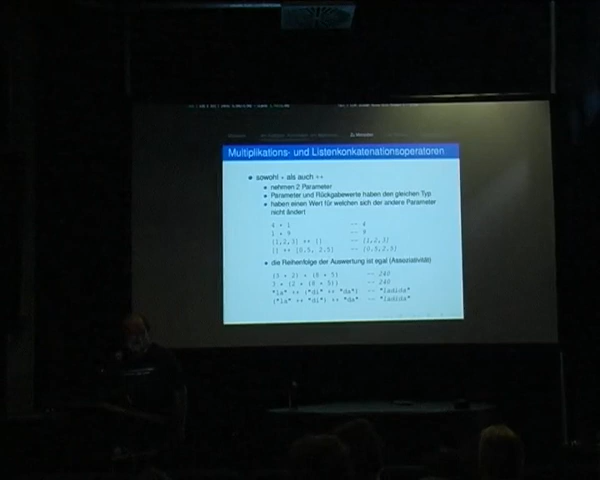 Multiplikations- und Listenkonkatenationsoperatoren
sowohl * als auch ++
nehmen 2 Parameter
Parameter und Rückgabewerte haben den gleichen Typ
haben einen Wert für welchen sich der andere Parameter
nicht ändert
4 * 1 -- 4
1 * 9 -- 9
[1,2,3] ++ [] -- [1,2,3]
[] ++ [0.5, 2.5] -- [0.5,2.5]
die Reihenfolge der Auswertung ist egal (Assoziativität)
(3 * 2) * (8 * 5) -- 240
3 * (2 * (8 * 5)) -- 240
"la" ++ ("di" ++ "da") -- "ladida"
("la" ++ "di") ++ "da" -- "ladida"